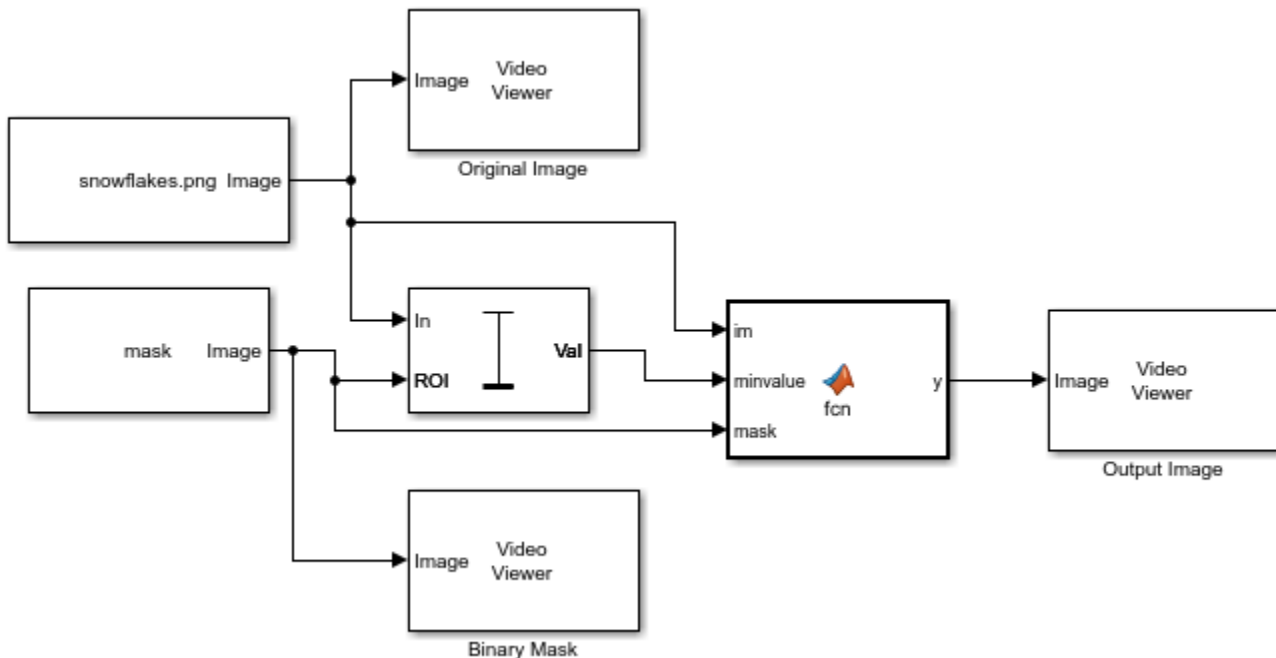 Image Video
Viewer
Original Image
snowflakes.png Image
mask Image
In
ROI
Val
im
minvalue
mask
fcn
y
Image Video
Viewer
Output Image
Image Video
Viewer
Binary Mask